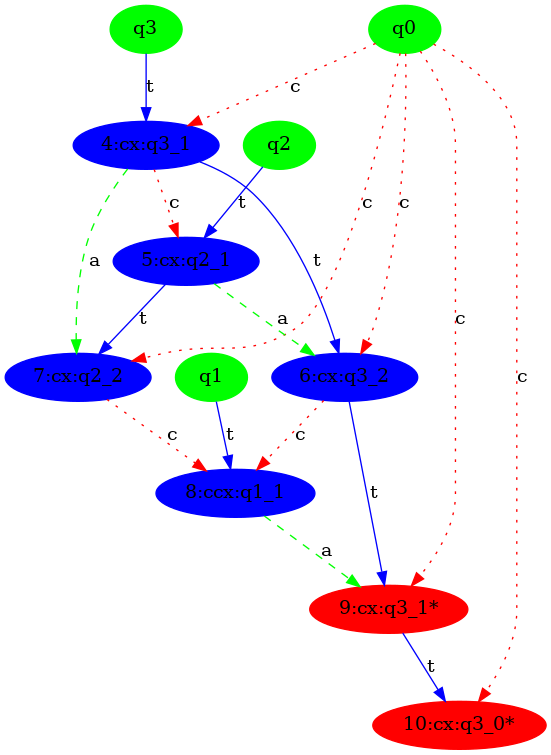 q3
q0
t
c
4:cx:q3_1
q2
c
t
c
c
a
t
5:cx:q2_1
t
a
c
7:cx:q2_2
q1
6:cx:q3_2
c
c
t
c
t
8:ccx:q1_1
a
9:cx:q3_1*
t
10:cx:q3_0*